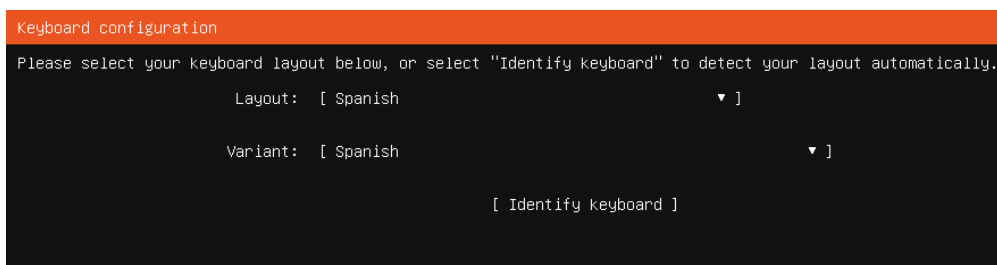 Keyboard configuration
Please select your keyboard layout below, or select "Identify keyboard" to detect your layout automatically.
Layout: [ Spanish ▾ ]
Variant: [ Spanish ▾ ]
[ Identify keyboard ]